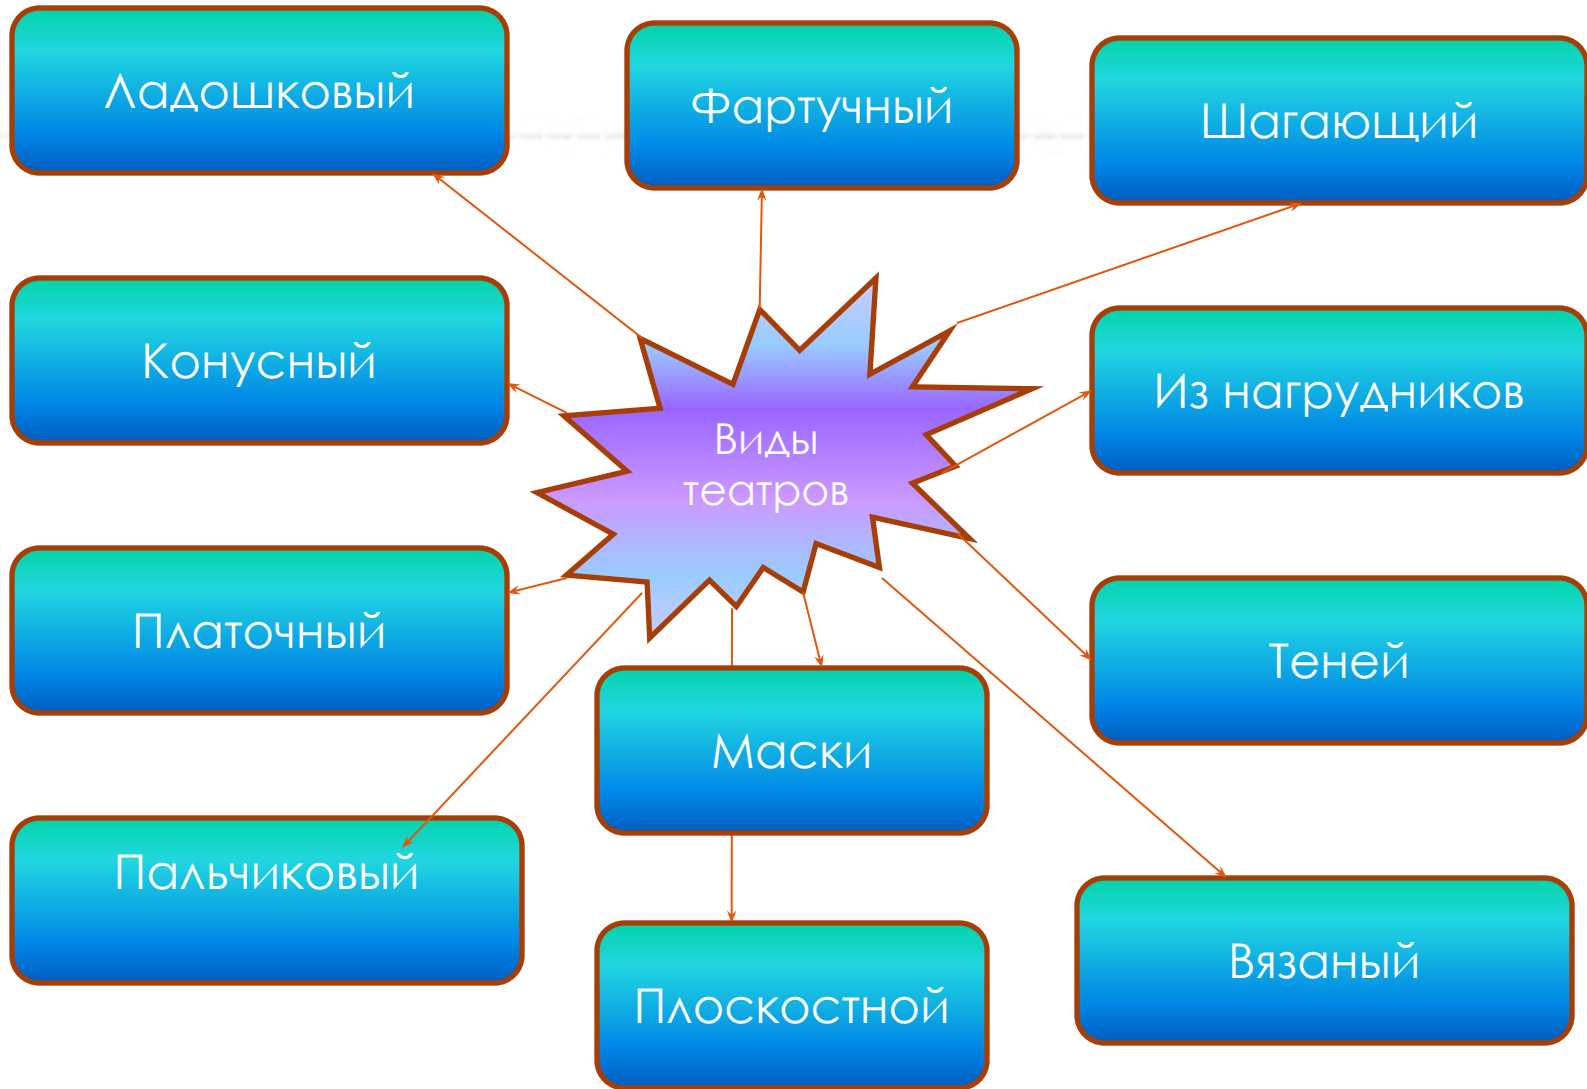 Ладошковый
Фартучный
Шагающий
Конусный
Из нагрудников
Виды
театров
Платочный
Теней
Маски
Пальчиковый
Вязаный
Плоскостной